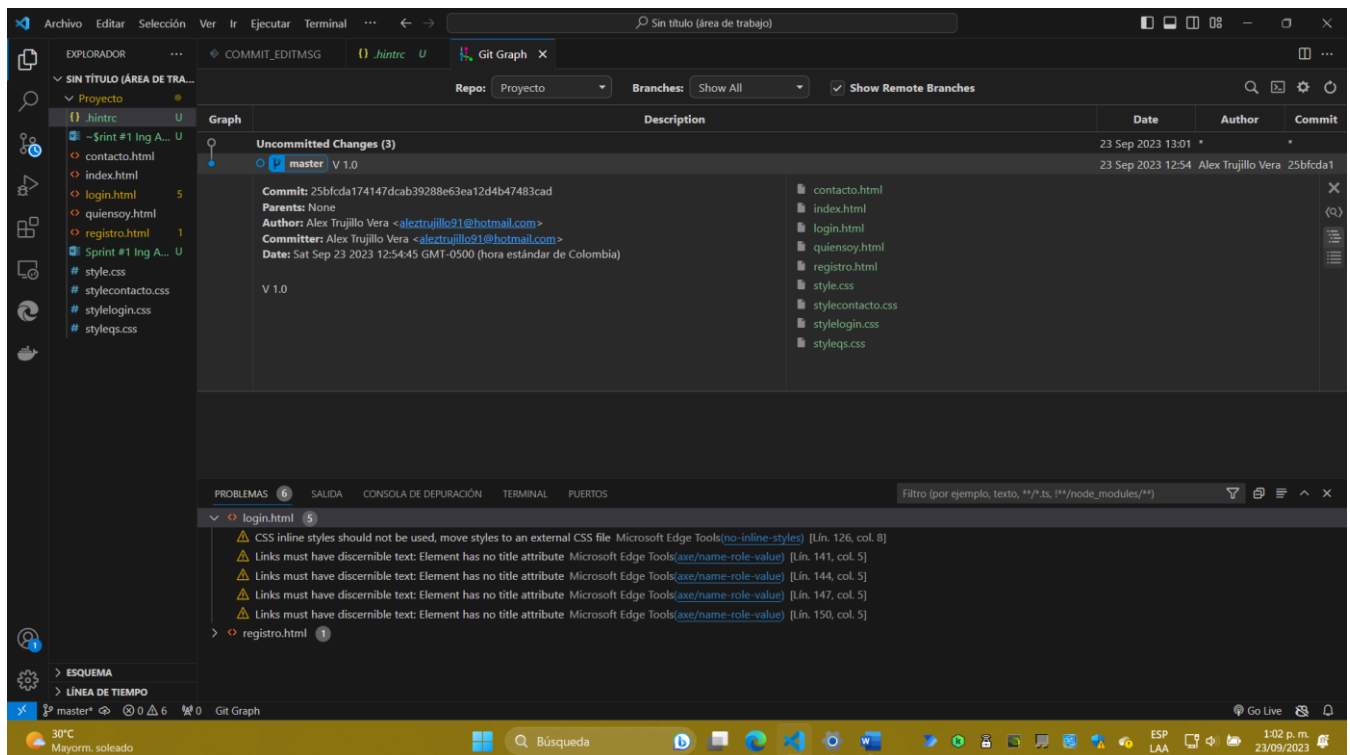 Archivo Editar Selección Ver Ir Ejecutar Terminal ··· Sin título (área de trabajo)
EXPLORADOR ··· COMMIT_EDITMSG {} .hintrc U Git Graph
SIN TÍTULO (ÁREA DE TRA...
Repo: Proyecto Branches: Show All Show Remote Branches
Proyecto
{} .hintrc U
Graph Description Date Author Commit
~$rint #1 Ing A... U
Uncommitted Changes (3) 23 Sep 2023 13:01 * *
contacto.html
master V 1.0 23 Sep 2023 12:54 Alex Trujillo Vera 25bfcda1
index.html
login.html 5
quiensoy.html
registro.html 1
Sprint #1 Ing A... U
# style.css
# stylecontacto.css
# stylelogin.css
# styleqs.css
Commit: 25bfcda174147dcab39288e63ea12d4b47483cad
Parents: None
Author: Alex Trujillo Vera <aleztrujillo91@hotmail.com>
Committer: Alex Trujillo Vera <aleztrujillo91@hotmail.com>
Date: Sat Sep 23 2023 12:54:45 GMT-0500 (hora estándar de Colombia)
V 1.0
contacto.html
index.html
login.html
quiensoy.html
registro.html
style.css
stylecontacto.css
stylelogin.css
styleqs.css
PROBLEMAS 6 SALIDA CONSOLA DE DEPURACIÓN TERMINAL PUERTOS Filtro (por ejemplo, texto, **/*.ts, !**/node_modules/**)
login.html 5
CSS inline styles should not be used, move styles to an external CSS file Microsoft Edge Tools(no-inline-styles) [Lín. 126, col. 8]
Links must have discernible text: Element has no title attribute Microsoft Edge Tools(axe/name-role-value) [Lín. 141, col. 5]
Links must have discernible text: Element has no title attribute Microsoft Edge Tools(axe/name-role-value) [Lín. 144, col. 5]
Links must have discernible text: Element has no title attribute Microsoft Edge Tools(axe/name-role-value) [Lín. 147, col. 5]
Links must have discernible text: Element has no title attribute Microsoft Edge Tools(axe/name-role-value) [Lín. 150, col. 5]
registro.html 1
1
ESQUEMA
LÍNEA DE TIEMPO
master* 0 6 0 Git Graph Go Live
30°C
Mayorm. soleado
Búsqueda
ESP
LAA
1:02 p. m.
23/09/2023